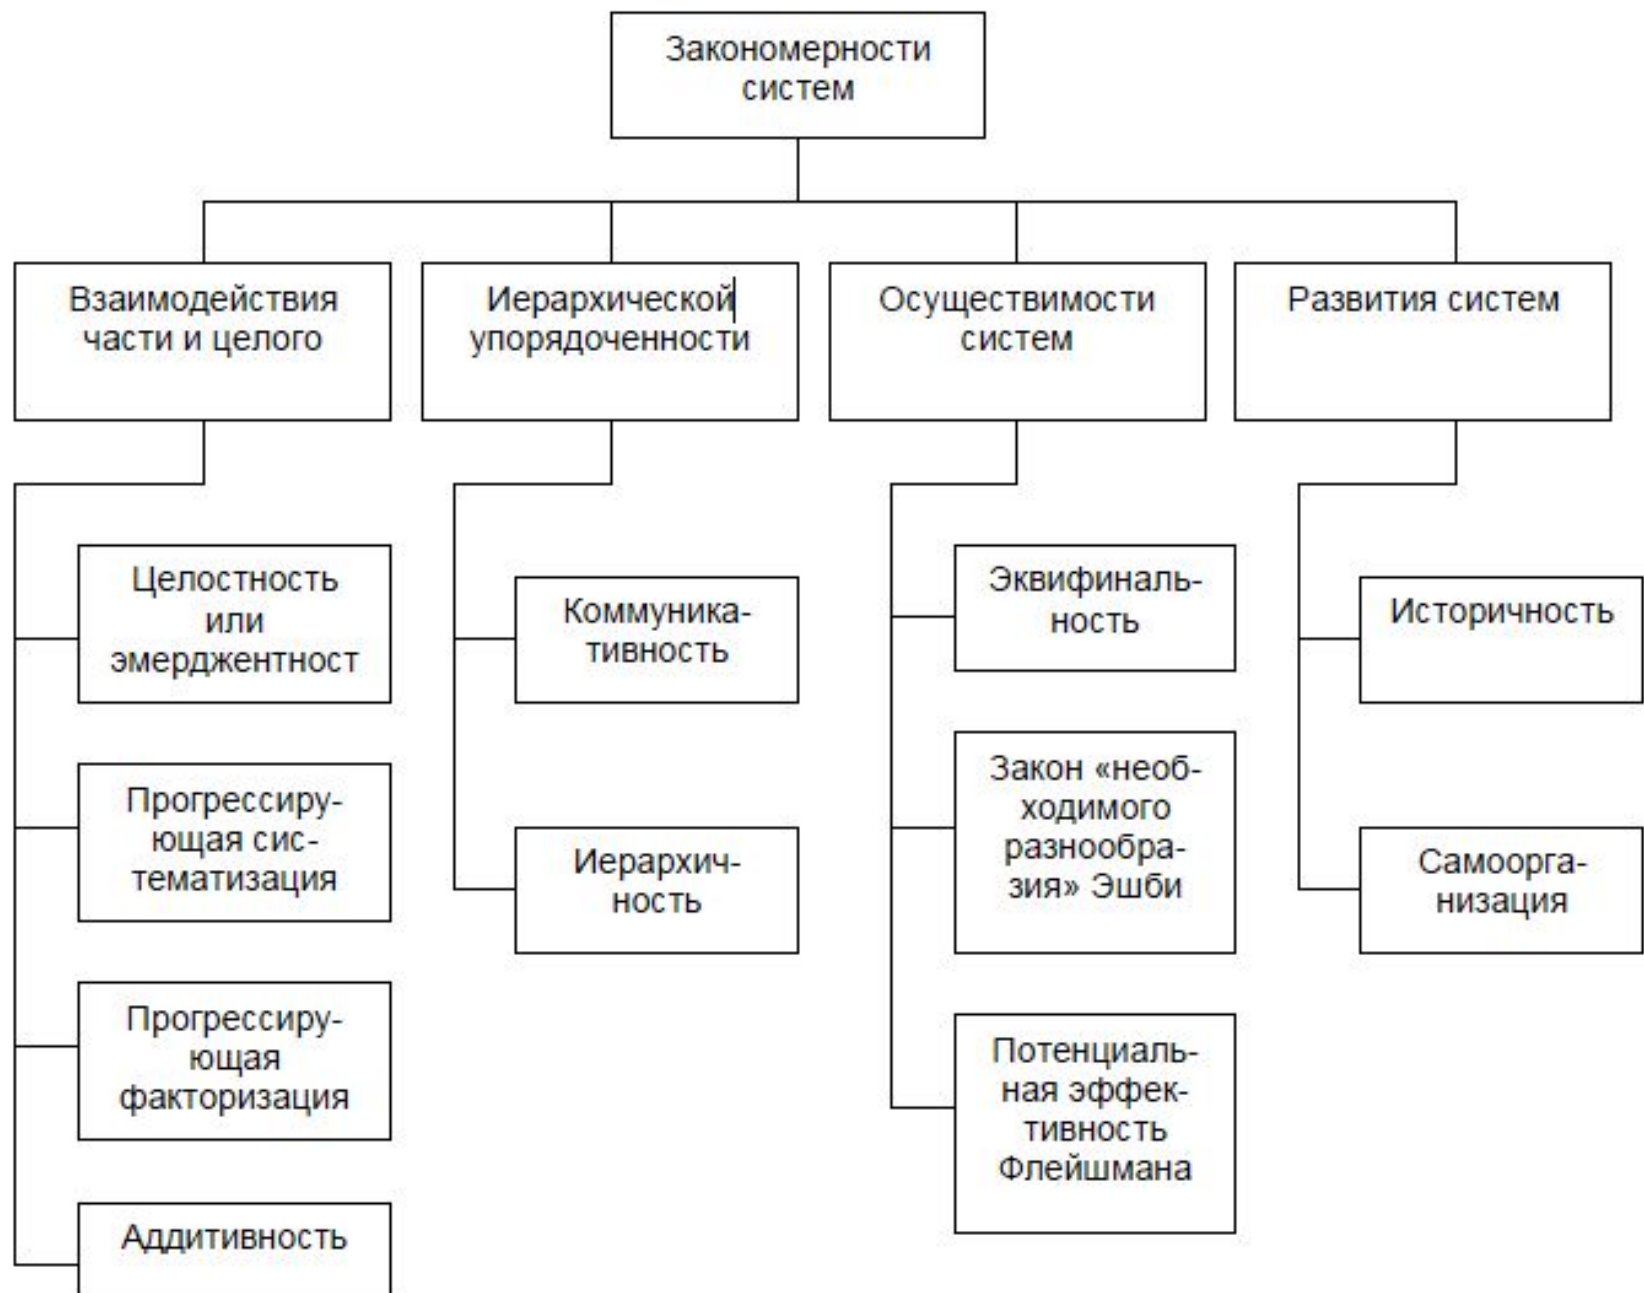 Закономерности
систем
Взаимодействия
части и целого
Иерархической
упорядоченности
Осуществимости
систем
Развития систем
Целостность
или
эмерджентност
Прогрессиру-
ющая сис-
тематизация
Прогрессиру-
ющая
факторизация
Аддитивность
Коммуника-
тивность
Иерархич-
ность
Эквифиналь-
ность
Закон «необ-
ходимого
разнообра-
зия» Эшби
Потенциаль-
ная эффек-
тивность
Флейшмана
Историчность
Самоорга-
низация